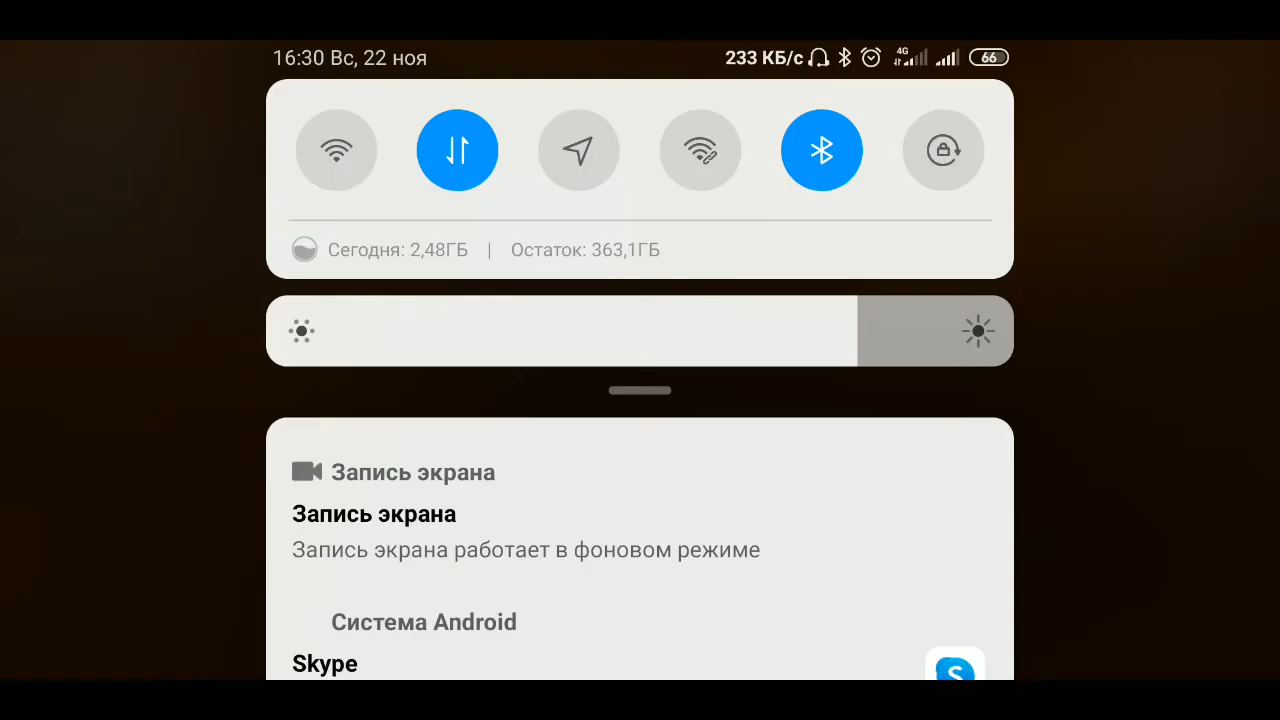 16:30 Вс, 22 ноя
233 КБ/с 4G 66
Сегодня: 2,48ГБ | Остаток: 363,1ГБ
Запись экрана
Запись экрана
Запись экрана работает в фоновом режиме
Система Android
Skype
S